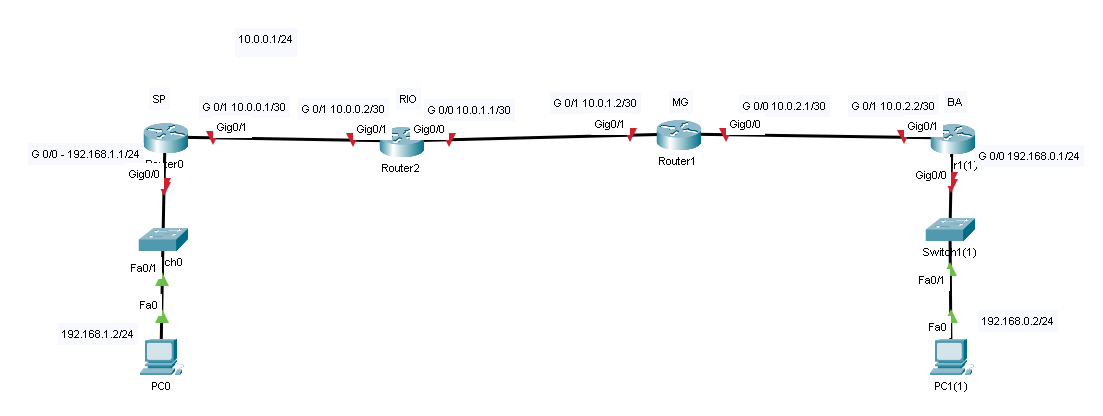 10.0.0.1/24
SP
RIO
MG
BA
G 0/1 10.0.0.1/30
G 0/1 10.0.0.2/30
G 0/0 10.0.1.1/30
G 0/1 10.0.1.2/30
G 0/0 10.0.2.1/30
G 0/1 10.0.2.2/30
Gig0/1
Gig0/1
Gig0/0
Gig0/1
Gig0/0
Gig0/1
G 0/0 - 192.168.1.1/24
Router2
Router1
G 0/0 192.168.0.1/24
Gig0/0
Gig0/0
Switch1(1)
Fa0/1
Fa0/1
Fa0
Fa0
192.168.1.2/24
192.168.0.2/24
PC0
PC1(1)